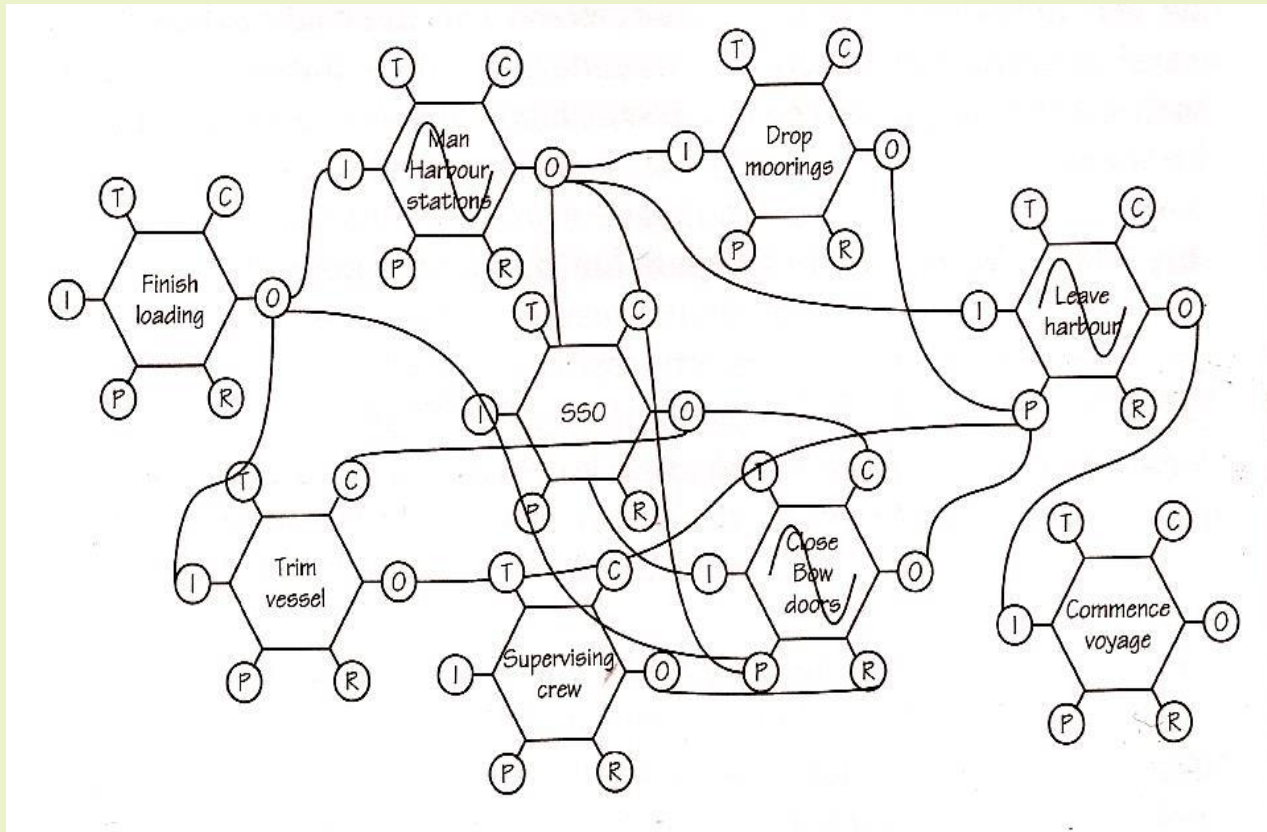 T
C
I
Man
Harbour
stations
O
P
R
T
C
I
Drop
moorings
O
P
R
T
C
I
Finish
loading
O
P
R
T
C
I
Leave
harbour
O
P
R
T
C
I
SSO
O
P
R
T
C
I
Trim
vessel
O
P
R
T
C
I
Close
Bow
doors
O
P
R
T
C
I
Supervising
crew
O
P
R
T
C
I
Commence
voyage
O
P
R